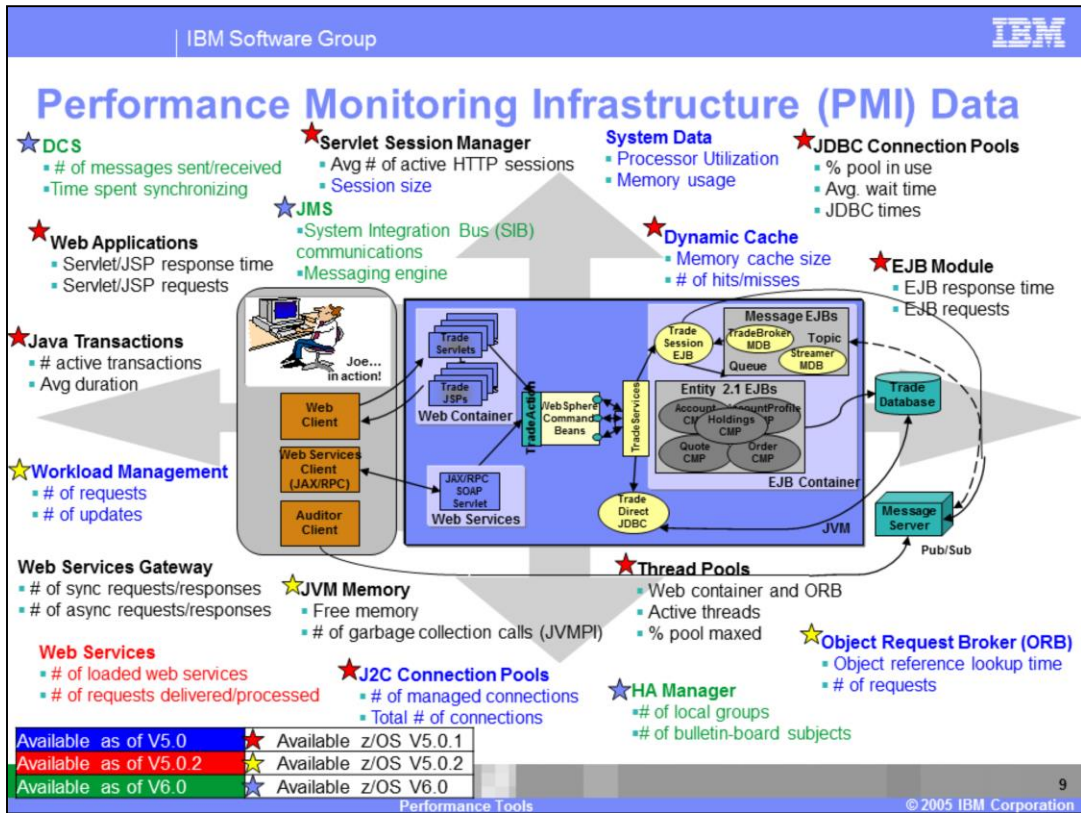 IBM Software Group
IBM
Performance Monitoring Infrastructure (PMI) Data
DCS
# of messages sent/received
Time spent synchronizing
Servlet Session Manager
Avg # of active HTTP sessions
Session size
System Data
Processor Utilization
Memory usage
JDBC Connection Pools
% pool in use
Avg. wait time
JDBC times
JMS
System Integration Bus (SIB)
communications
Messaging engine
Web Applications
Servlet/JSP response time
Servlet/JSP requests
Dynamic Cache
Memory cache size
# of hits/misses
EJB Module
EJB response time
EJB requests
Java Transactions
# active transactions
Avg duration
Joe...
in action!
Web
Client
Web Services
Client
(JAX/RPC)
Auditor
Client
Trade
Servlets
Trade
JSPs
Web Container
JAX/RPC
SOAP
Servlet
Web Services
TradeAction
WebSphere
Command
Beans
TradeServices
Trade
Session
EJB
Message EJBs
TradeBroker
MDB
Topic
Streamer
MDB
Queue
Entity 2.1 EJBs
Account
Holdings
CMP
Quote
CMP
Order
CMP
EJB Container
Trade
Direct
JDBC
JVM
Trade
Database
Message
Server
Pub/Sub
Workload Management
# of requests
# of updates
Web Services Gateway
# of sync requests/responses
# of async requests/responses
JVM Memory
Free memory
# of garbage collection calls (JVMPI)
Thread Pools
Web container and ORB
Active threads
% pool maxed
Object Request Broker (ORB)
Object reference lookup time
# of requests
Web Services
# of loaded web services
# of requests delivered/processed
J2C Connection Pools
# of managed connections
Total # of connections
HA Manager
# of local groups
# of bulletin-board subjects
Available as of V5.0
Available z/OS V5.0.1
Available as of V5.0.2
Available z/OS V5.0.2
Available as of V6.0
Available z/OS V6.0
9
Performance Tools
© 2005 IBM Corporation